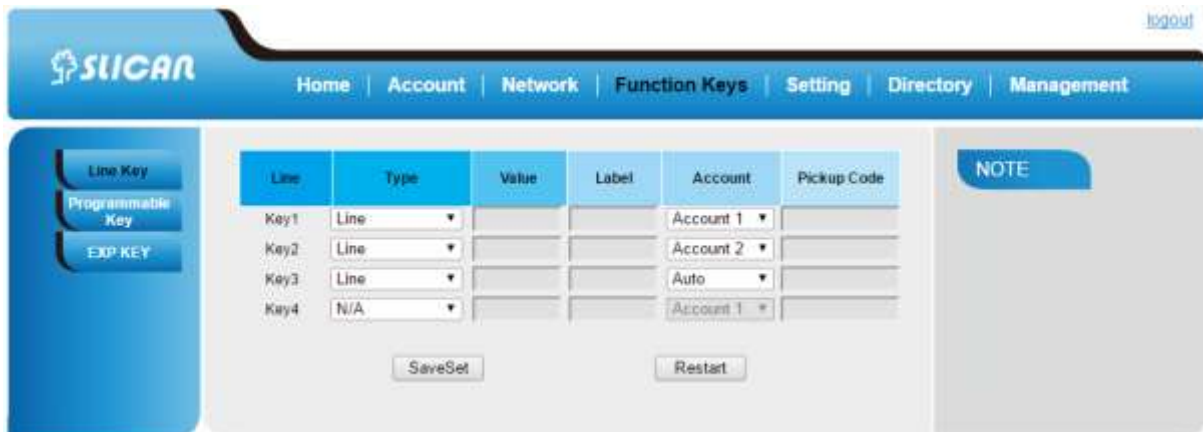 logout
SLICAN
Home | Account | Network | Function Keys | Setting | Directory | Management
Line Key
Programmable Key
EXP KEY
Line Type Value Label Account Pickup Code
Key1 Line Account 1
Key2 Line Account 2
Key3 Line Auto
Key4 N/A Account 1
SaveSet Restart
NOTE